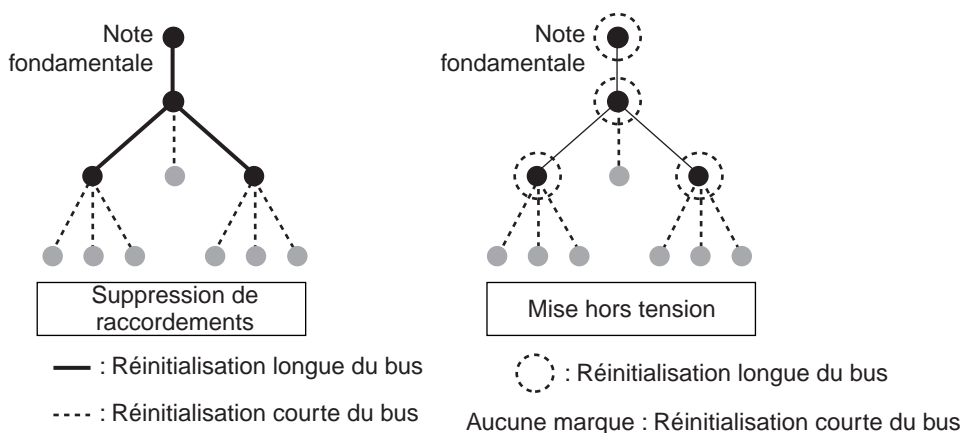 Note
fondamentale
Suppression de
raccordements
: Réinitialisation longue du bus
: Réinitialisation courte du bus
Note
fondamentale
Mise hors tension
: Réinitialisation longue du bus
Aucune marque : Réinitialisation courte du bus